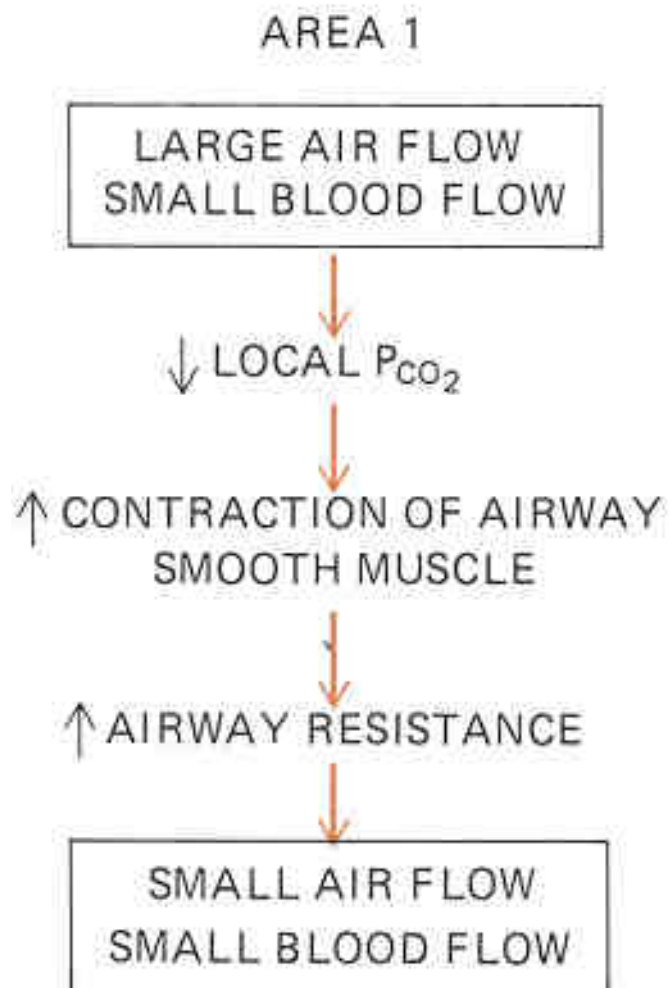 AREA 1
LARGE AIR FLOW
SMALL BLOOD FLOW
↓ LOCAL P_CO₂
↑ CONTRACTION OF AIRWAY
SMOOTH MUSCLE
↑ AIRWAY RESISTANCE
SMALL AIR FLOW
SMALL BLOOD FLOW